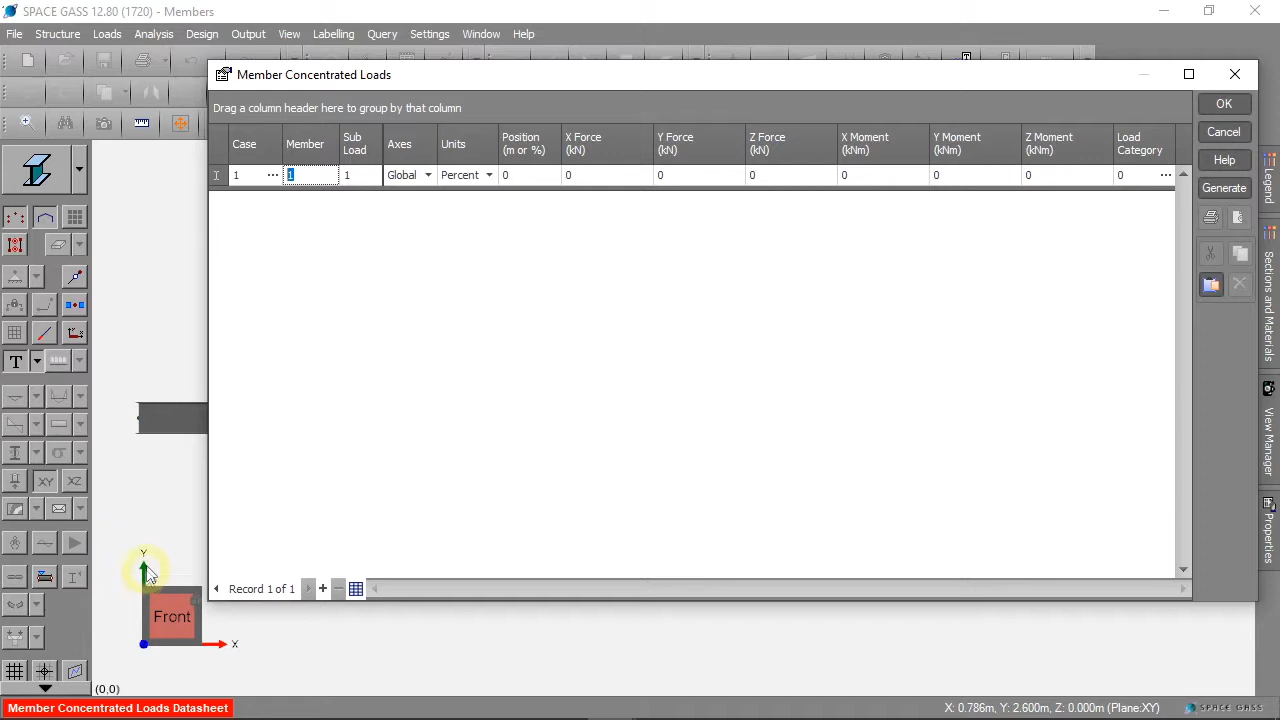 SPACE GASS 12.80 (1720) - Members
File Structure Loads Analysis Design Output View Labelling Query Settings Window Help
Member Concentrated Loads
Drag a column header here to group by that column
Case Member Sub Load Axes Units Position (m or %) X Force (kN) Y Force (kN) Z Force (kN) X Moment (kNm) Y Moment (kNm) Z Moment (kNm) Load Category
1 1 1 Global Percent 0 0 0 0 0 0 0 0
OK
Cancel
Help
Generate
Legend
Sections and Materials
View Manager
Properties
T
T
XY XZ
Record 1 of 1
Y
Front
X
(0,0)
Member Concentrated Loads Datasheet
X: 0.786m, Y: 2.600m, Z: 0.000m (Plane:XY)
SPACE GASS